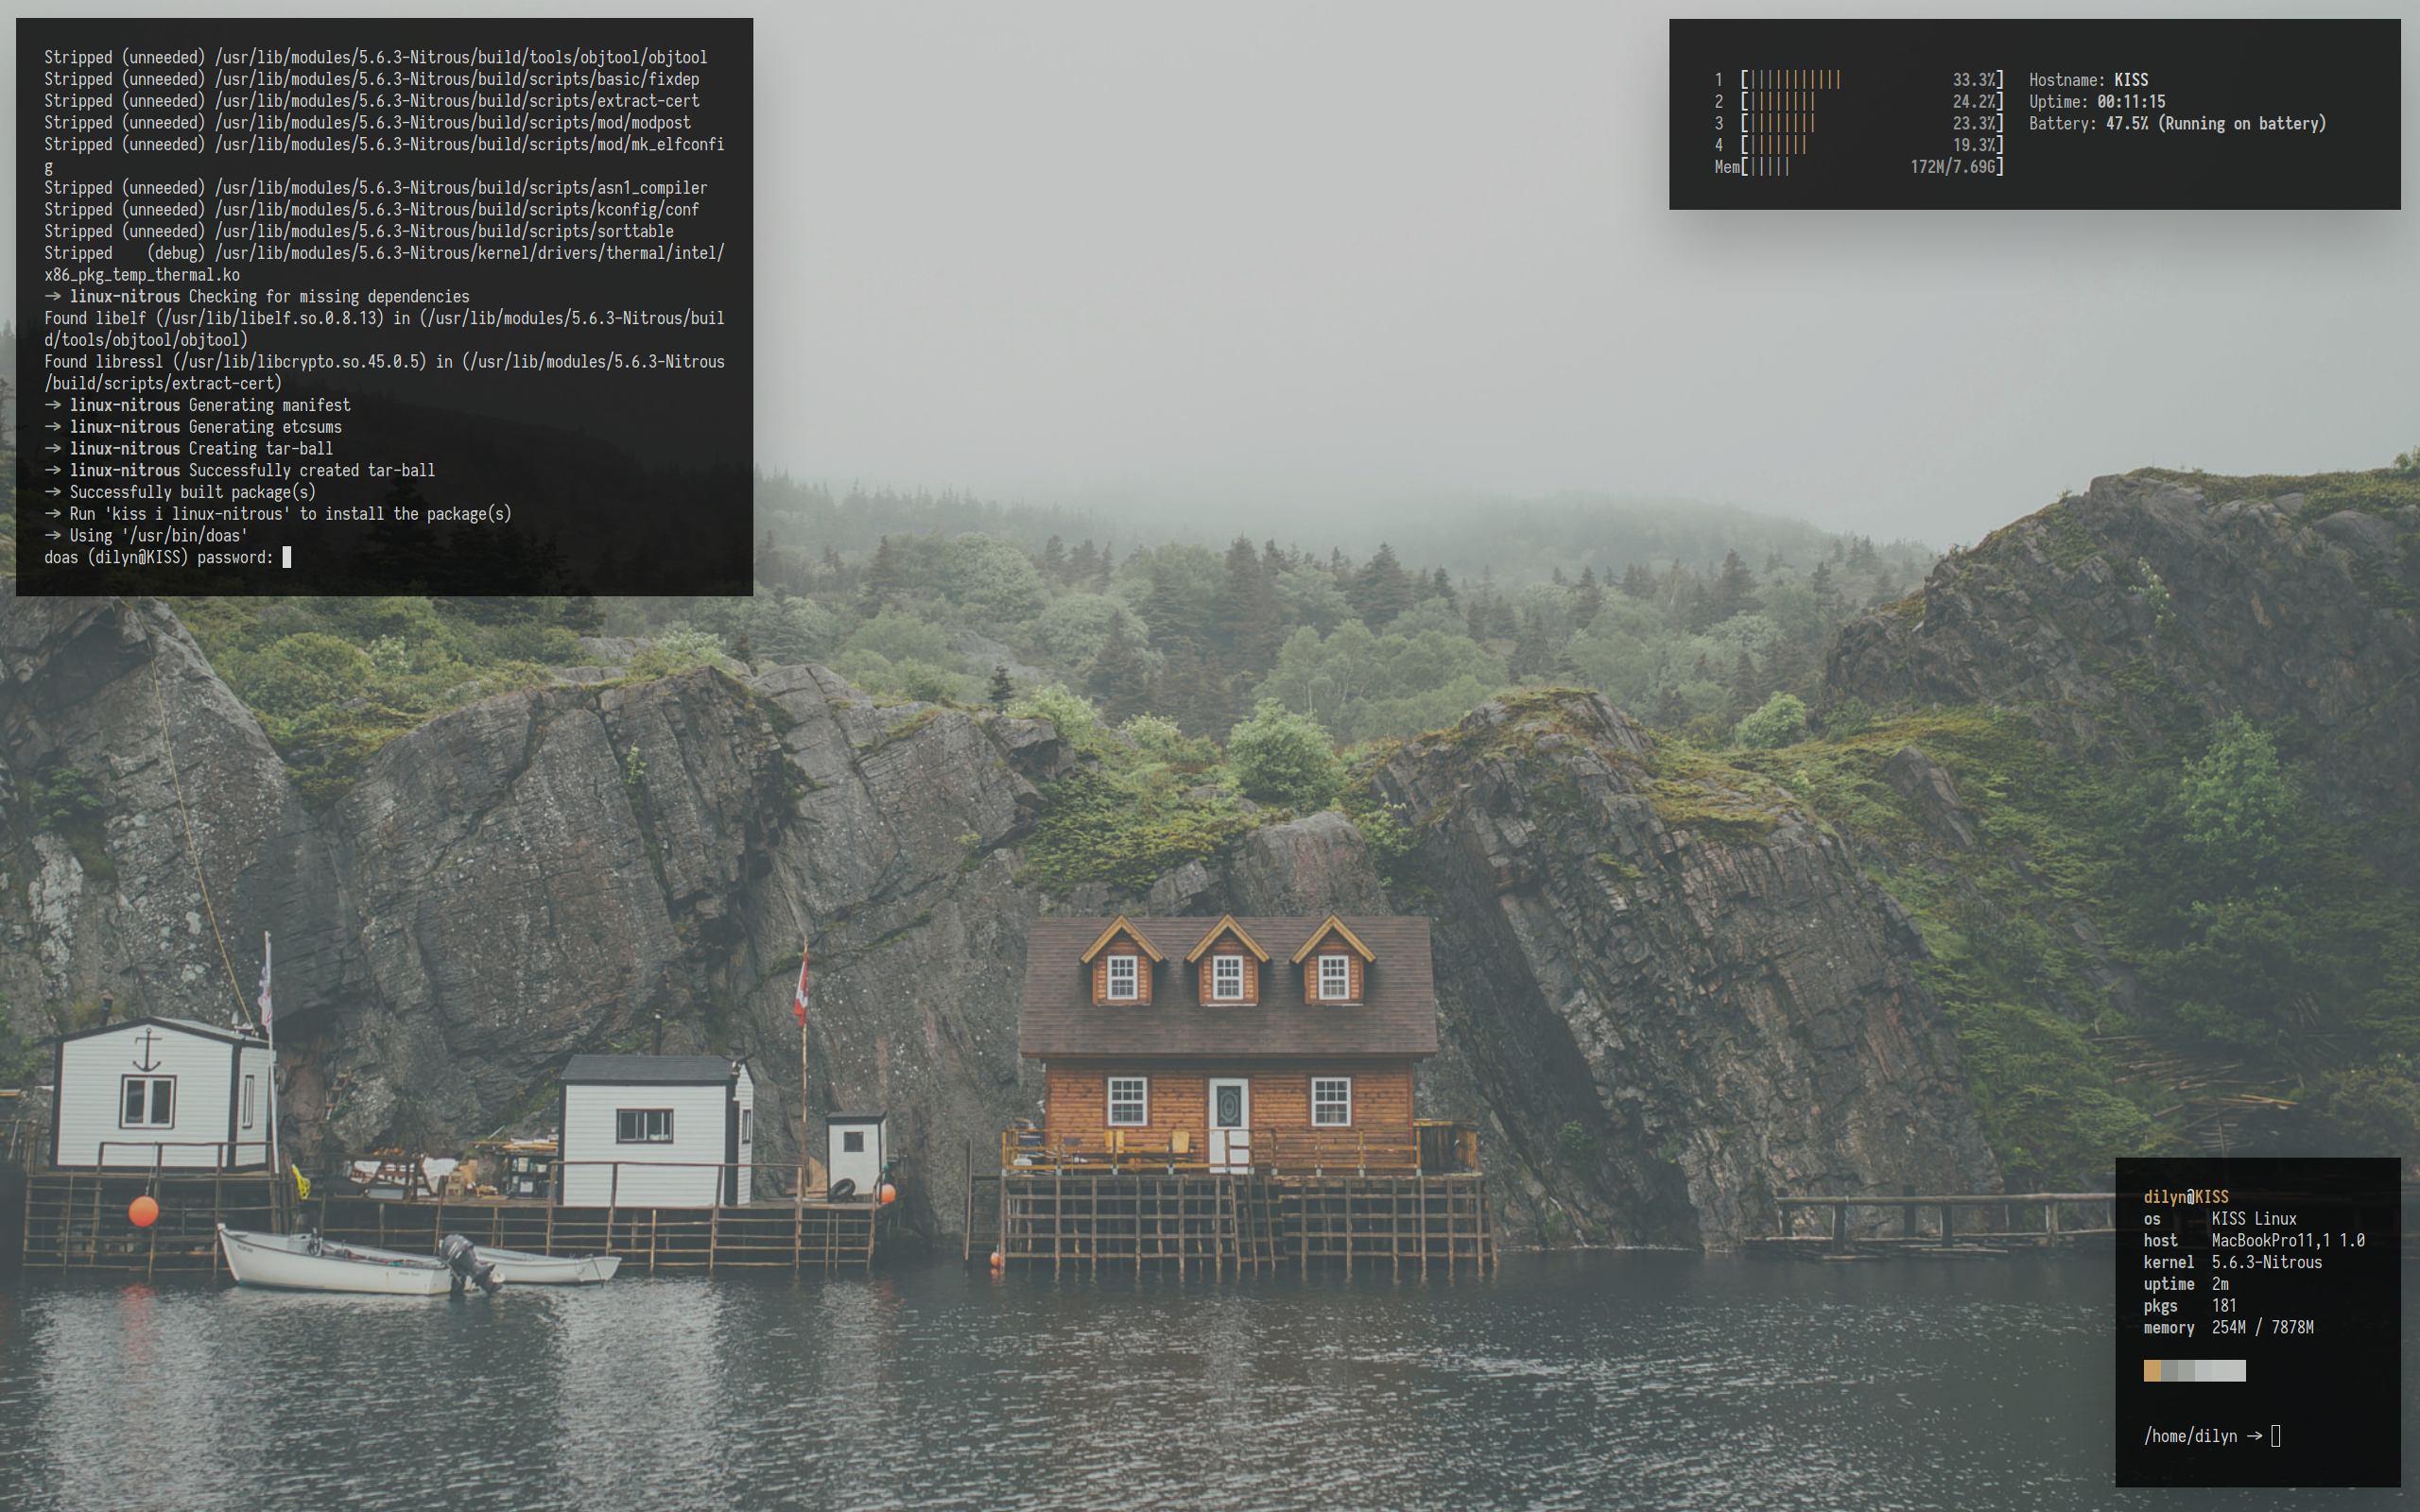 Stripped (unneeded) /usr/lib/modules/5.6.3-Nitrous/build/tools/objtool/objtool
Stripped (unneeded) /usr/lib/modules/5.6.3-Nitrous/build/scripts/basic/fixdep
Stripped (unneeded) /usr/lib/modules/5.6.3-Nitrous/build/scripts/extract-cert
Stripped (unneeded) /usr/lib/modules/5.6.3-Nitrous/build/scripts/mod/modpost
Stripped (unneeded) /usr/lib/modules/5.6.3-Nitrous/build/scripts/mod/mk_elfconfi
g
Stripped (unneeded) /usr/lib/modules/5.6.3-Nitrous/build/scripts/asn1_compiler
Stripped (unneeded) /usr/lib/modules/5.6.3-Nitrous/build/scripts/kconfig/conf
Stripped (unneeded) /usr/lib/modules/5.6.3-Nitrous/build/scripts/sorttable
Stripped    (debug) /usr/lib/modules/5.6.3-Nitrous/kernel/drivers/thermal/intel/
x86_pkg_temp_thermal.ko
→ linux-nitrous Checking for missing dependencies
Found libelf (/usr/lib/libelf.so.0.8.13) in (/usr/lib/modules/5.6.3-Nitrous/buil
d/tools/objtool/objtool)
Found libressl (/usr/lib/libcrypto.so.45.0.5) in (/usr/lib/modules/5.6.3-Nitrous
/build/scripts/extract-cert)
→ linux-nitrous Generating manifest
→ linux-nitrous Generating etcsums
→ linux-nitrous Creating tar-ball
→ linux-nitrous Successfully created tar-ball
→ Successfully built package(s)
→ Run 'kiss i linux-nitrous' to install the package(s)
→ Using '/usr/bin/doas'
doas (dilyn@KISS) password:
1 [||||||||||| 33.3%] Hostname: KISS
2 [|||||||| 24.2%] Uptime: 00:11:15
3 [|||||||| 23.3%] Battery: 47.5% (Running on battery)
4 [||||||| 19.3%]
Mem[||||| 172M/7.69G]
dilyn@KISS
os KISS Linux
host MacBookPro11,1 1.0
kernel 5.6.3-Nitrous
uptime 2m
pkgs 181
memory 254M / 7878M
/home/dilyn →